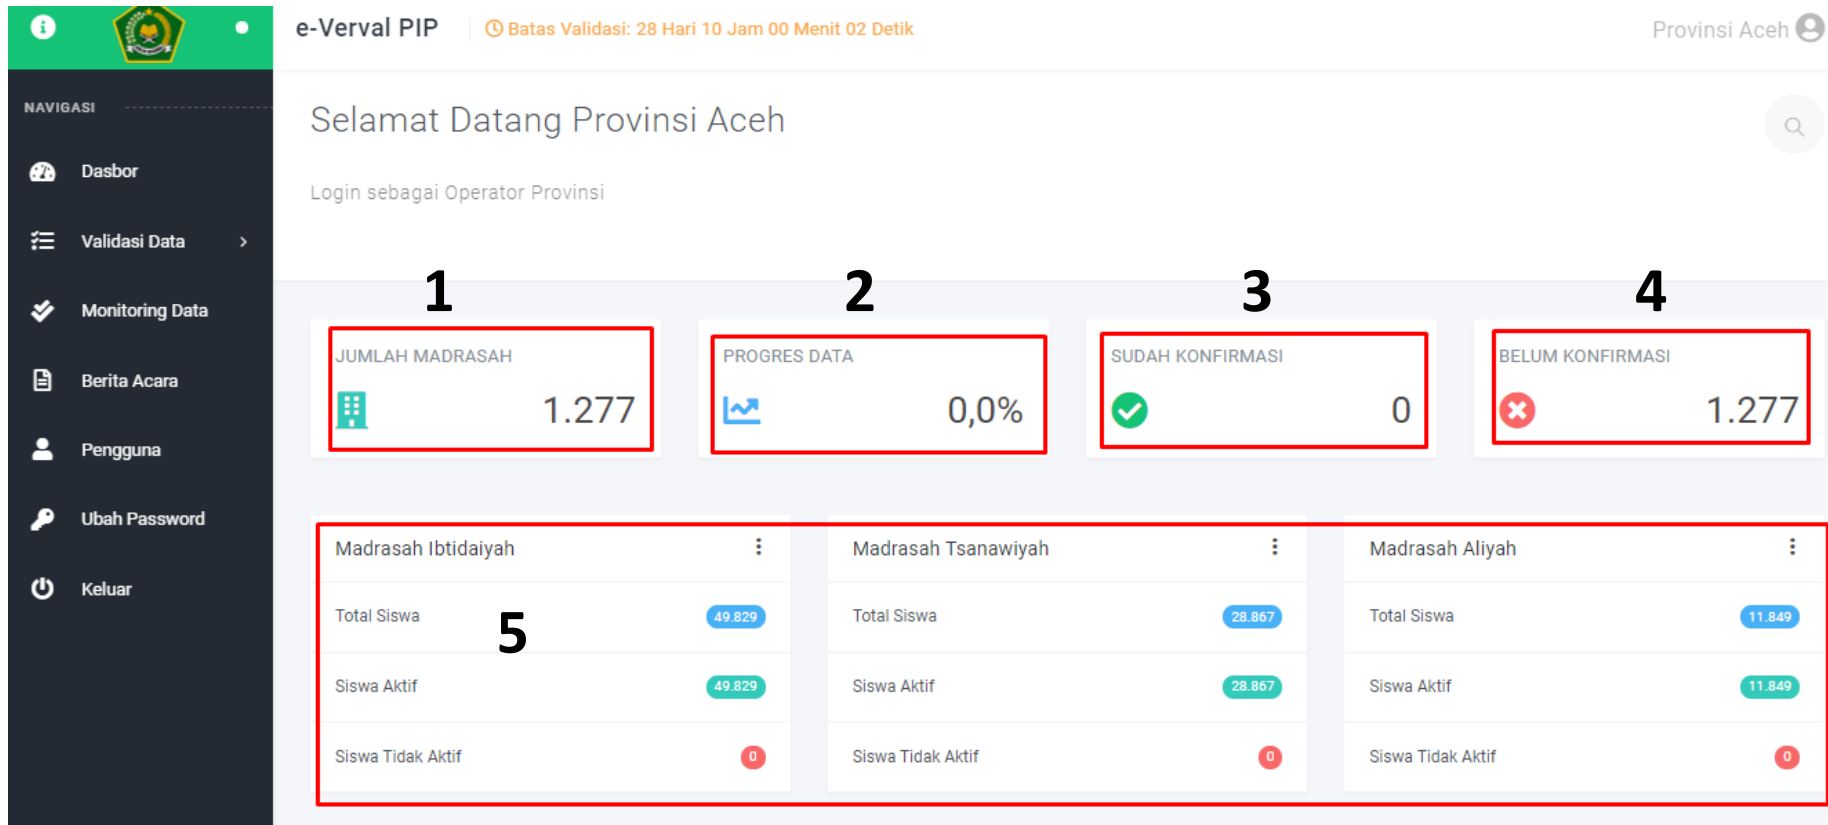 e-Verval PIP
Batas Validasi: 28 Hari 10 Jam 00 Menit 02 Detik
Provinsi Aceh
NAVIGASI
Dasbor
Validasi Data
Monitoring Data
Berita Acara
Pengguna
Ubah Password
Keluar
Selamat Datang Provinsi Aceh
Login sebagai Operator Provinsi
1
JUMLAH MADRASAH
1.277
2
PROGRES DATA
0,0%
3
SUDAH KONFIRMASI
0
4
BELUM KONFIRMASI
1.277
5
Madrasah Ibtidaiyah
Total Siswa 49.829
Siswa Aktif 49.829
Siswa Tidak Aktif 0
Madrasah Tsanawiyah
Total Siswa 28.867
Siswa Aktif 28.867
Siswa Tidak Aktif 0
Madrasah Aliyah
Total Siswa 11.849
Siswa Aktif 11.849
Siswa Tidak Aktif 0